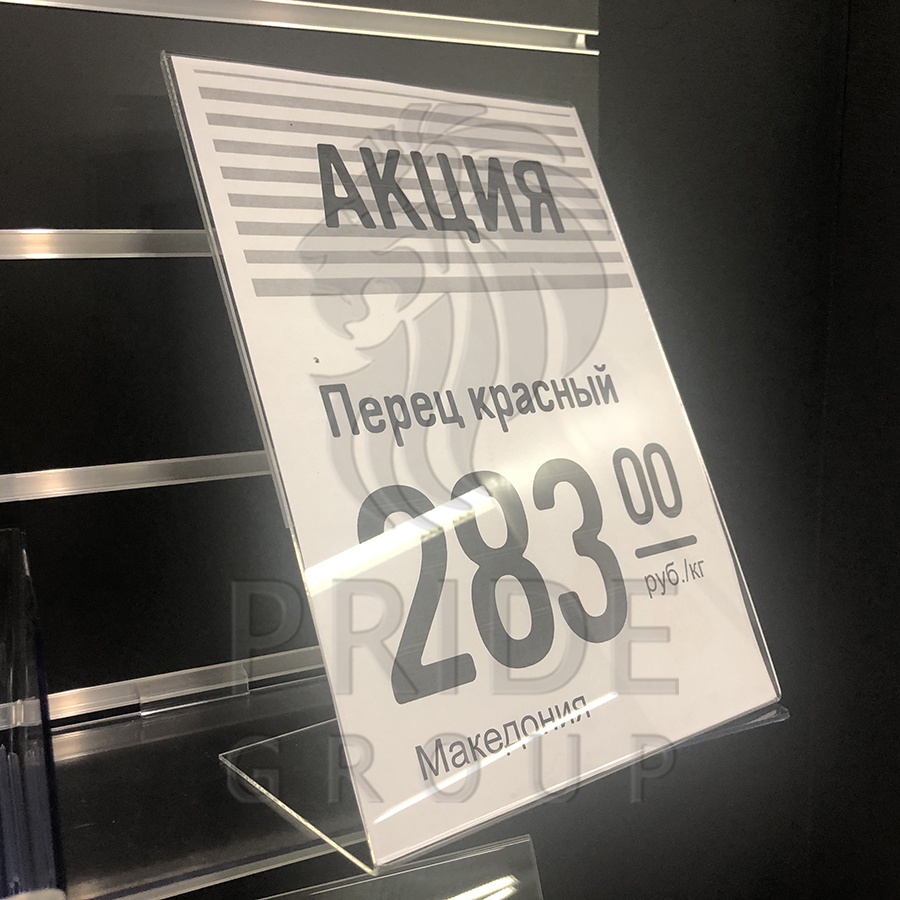 АКЦИЯ
Перец красный
283 00
руб./кг
Македония
PRIDE
GROUP